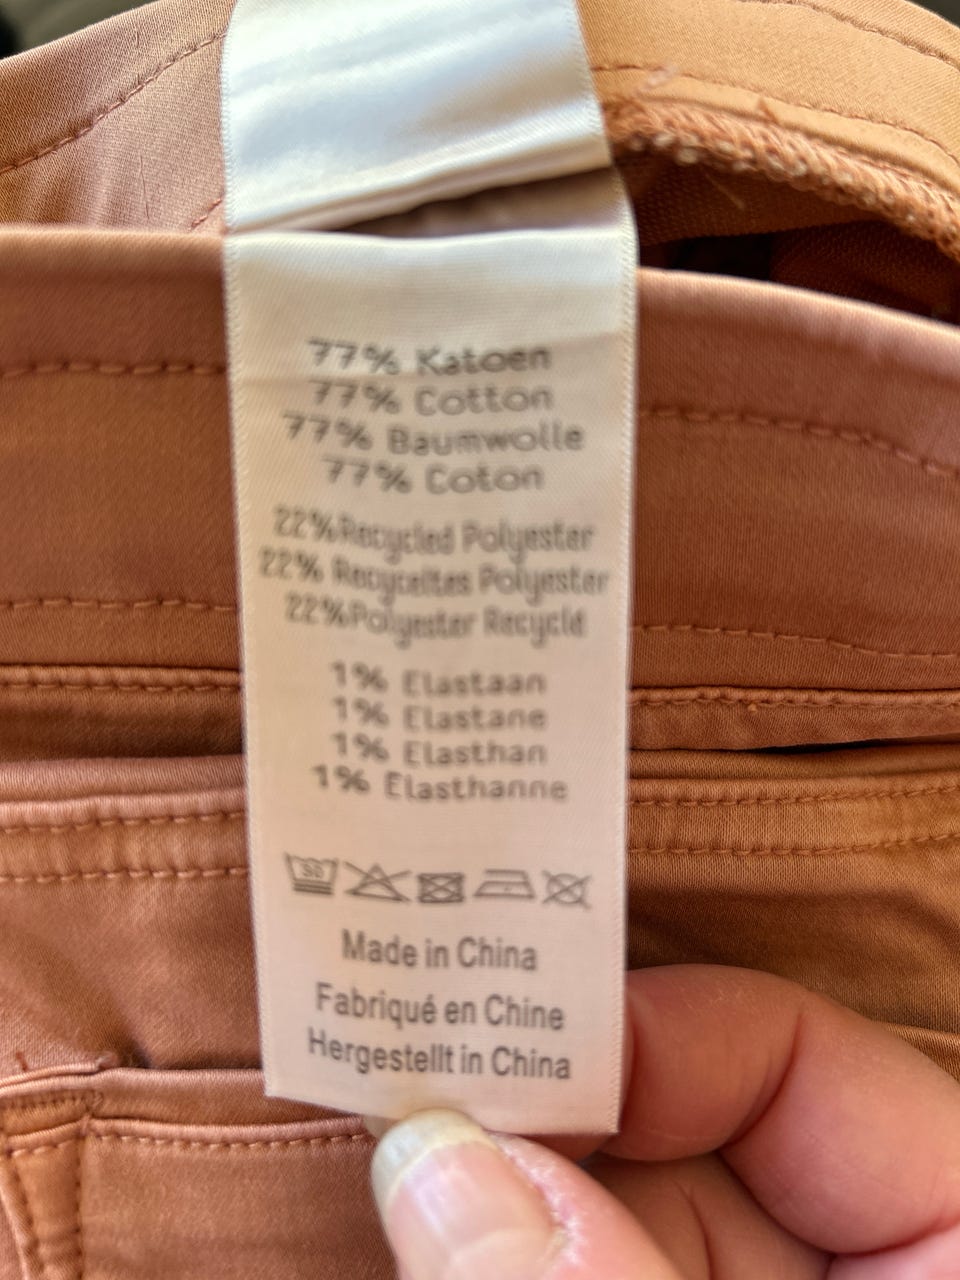 77% Katoen
77% Cotton
77% Baumwolle
77% Coton
22%Recycled Polyester
22% Recyceltes Polyester
22%Polyester Recyclé
1% Elastaan
1% Elastane
1% Elasthan
1% Elasthanne
30
Made in China
Fabriqué en Chine
Hergestellt in China